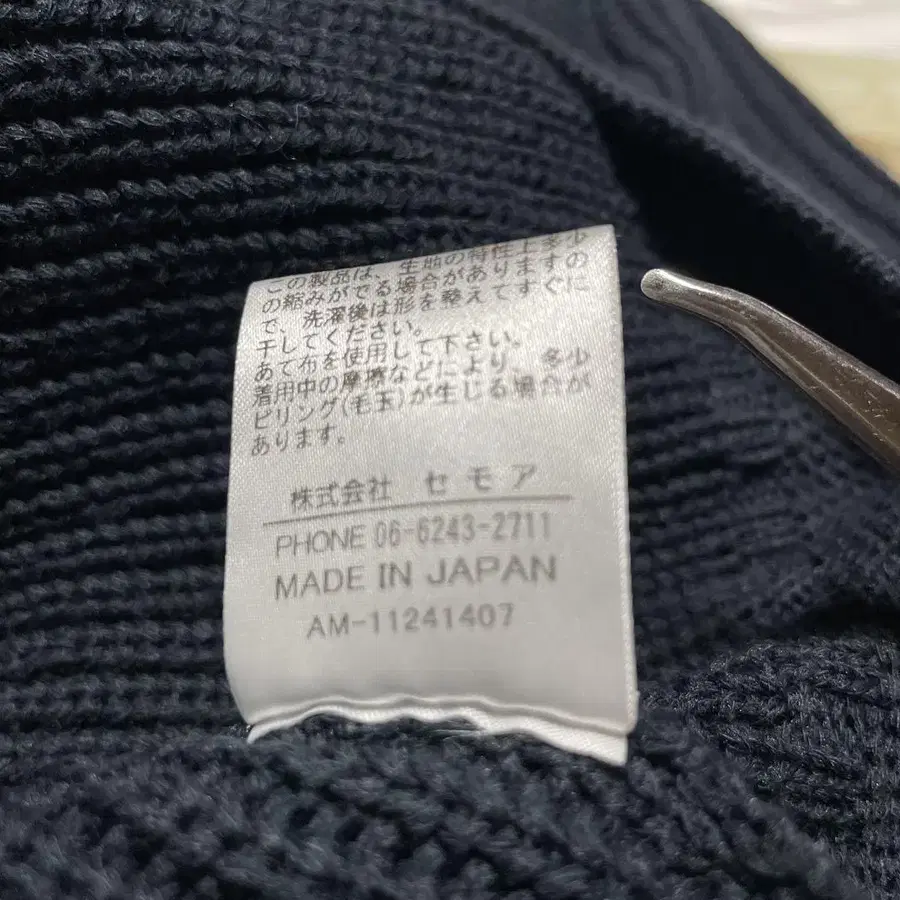 この製品は、生地の特性上多少
の縮みがでる場合がありますの
で、洗濯後は形を整えてすぐに
干してください。
あて布を使用して下さい。
着用中の摩擦などにより、多少
ピリング(毛玉)が生じる場合が
あります。
株式会社 セモア
PHONE 06-6243-2711
MADE IN JAPAN
AM-11241407